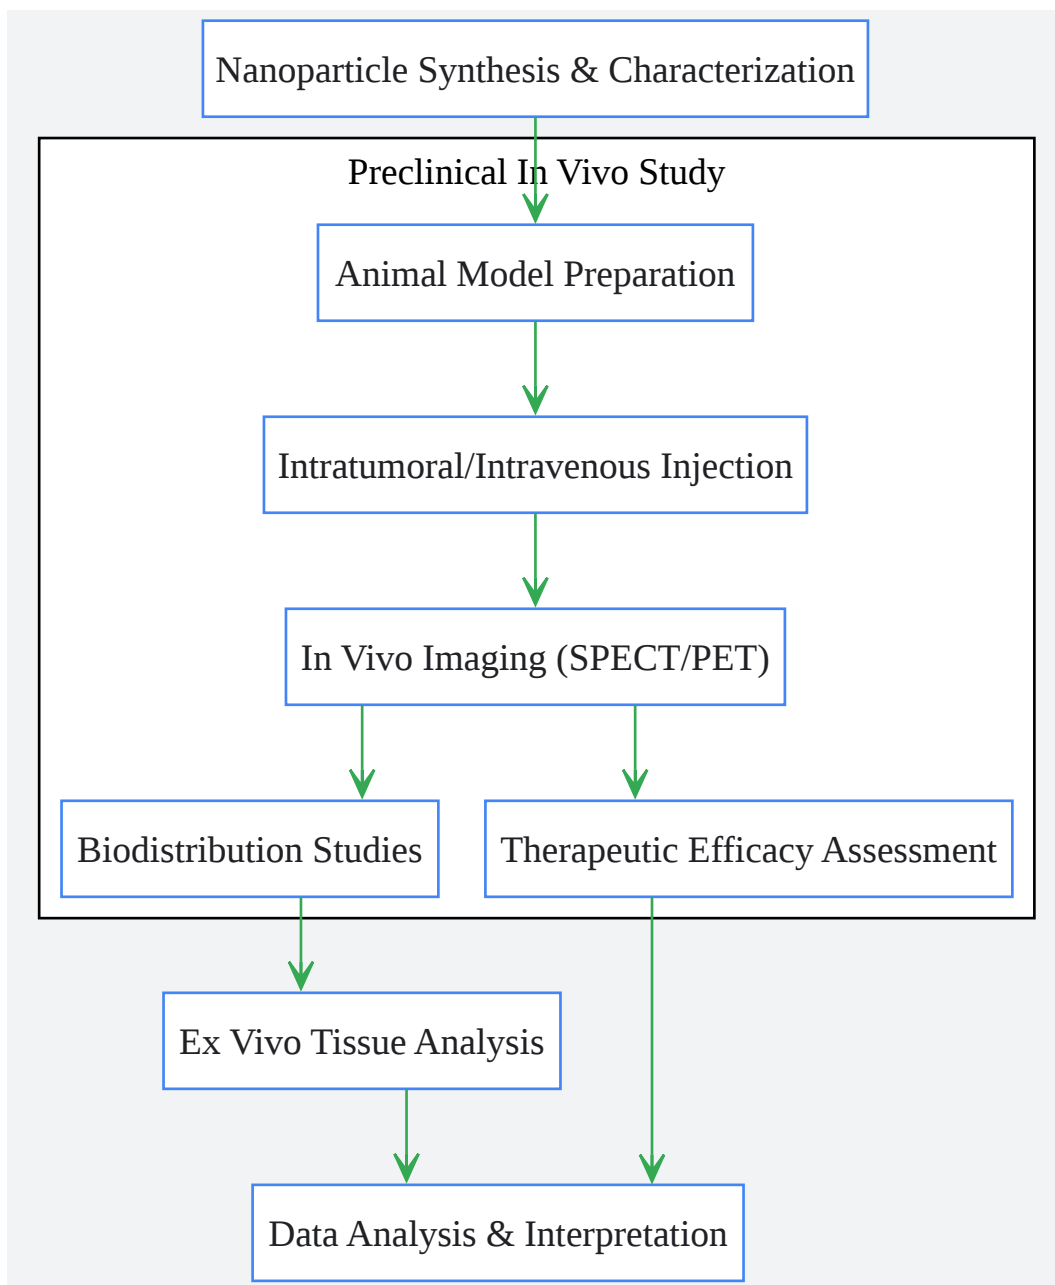 Nanoparticle Synthesis & Characterization
Preclinical In Vivo Study
Animal Model Preparation
Intratumoral/Intravenous Injection
In Vivo Imaging (SPECT/PET)
Biodistribution Studies
Therapeutic Efficacy Assessment
Ex Vivo Tissue Analysis
Data Analysis & Interpretation